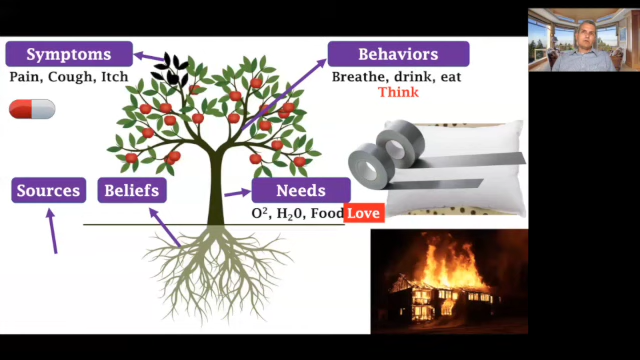 Symptoms
Pain, Cough, Itch
Behaviors
Breathe, drink, eat
Think
Sources
Beliefs
Needs
O², H₂0, Food Love